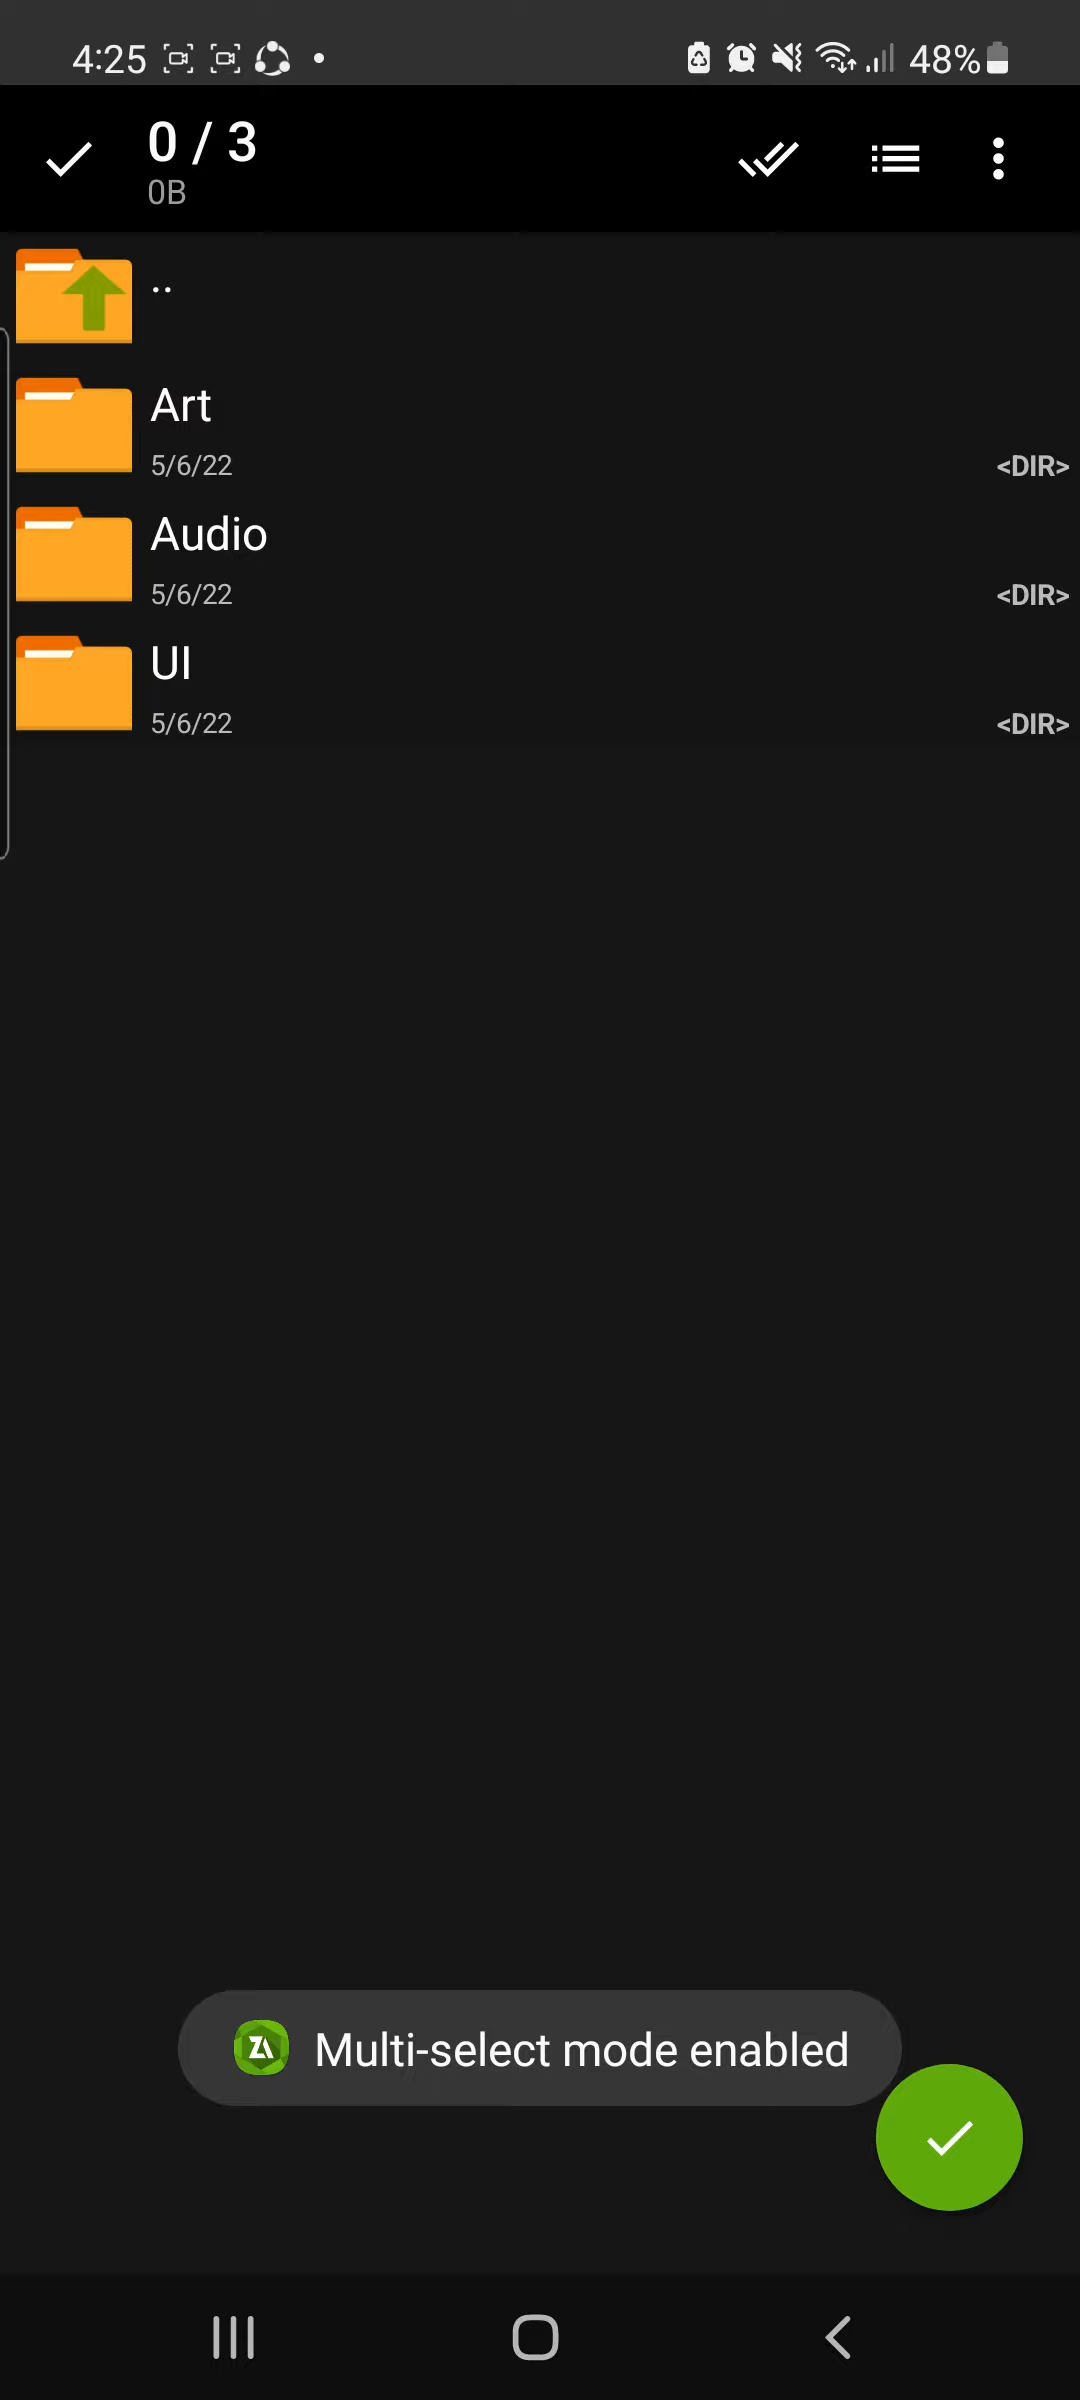 4:25
48%
0 / 3
0B
..
Art
5/6/22
<DIR>
Audio
5/6/22
<DIR>
UI
5/6/22
<DIR>
ZA
Multi-select mode enabled